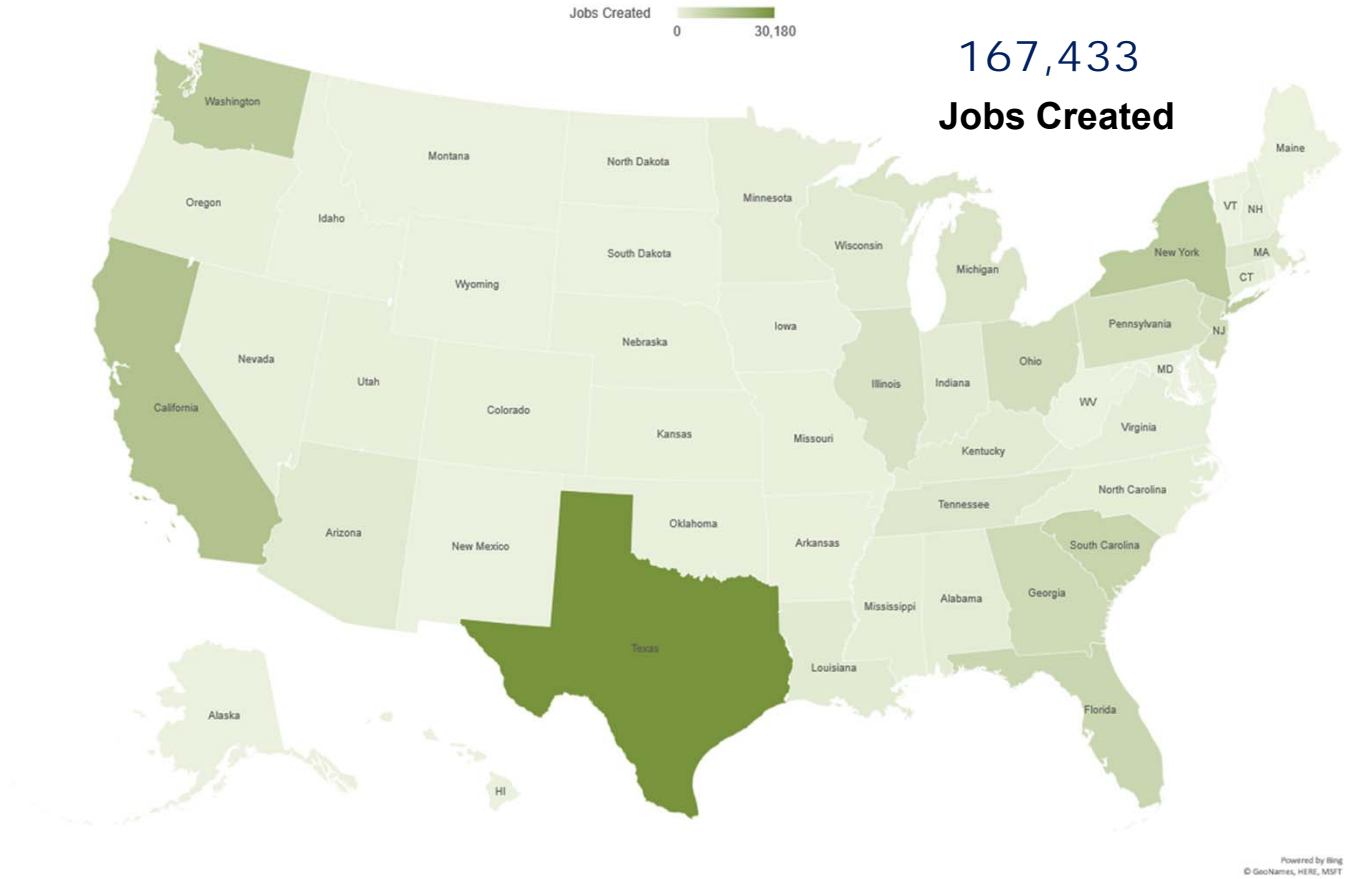 Jobs Created
0 30,180
167,433
Jobs Created
Washington
Montana
North Dakota
Minnesota
Maine
Oregon
Idaho
VT
NH
Wisconsin
South Dakota
New York
MA
Michigan
CT
Wyoming
Iowa
Pennsylvania
NJ
Nebraska
Nevada
Ohio
MD
Utah
Illinois
Indiana
WV
California
Colorado
Kansas
Missouri
Virginia
Kentucky
North Carolina
Tennessee
Oklahoma
Arizona
New Mexico
Arkansas
South Carolina
Georgia
Mississippi
Alabama
Texas
Louisiana
Florida
Alaska
HI
Powered by Bing
© GeoNames, HERE, MSFT